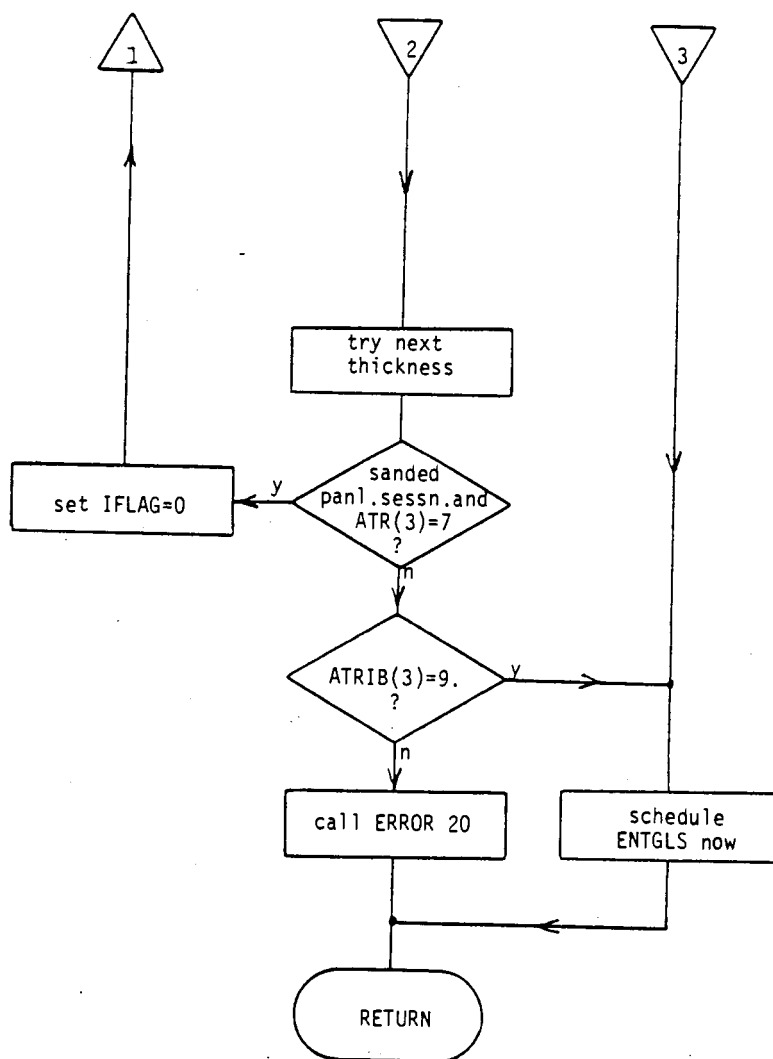 1
2
3
try next
thickness
sanded
panl.sessn.and
ATR(3)=7
?
y
set IFLAG=0
n
ATRIB(3)=9.
?
y
n
call ERROR 20
schedule
ENTGLS now
RETURN